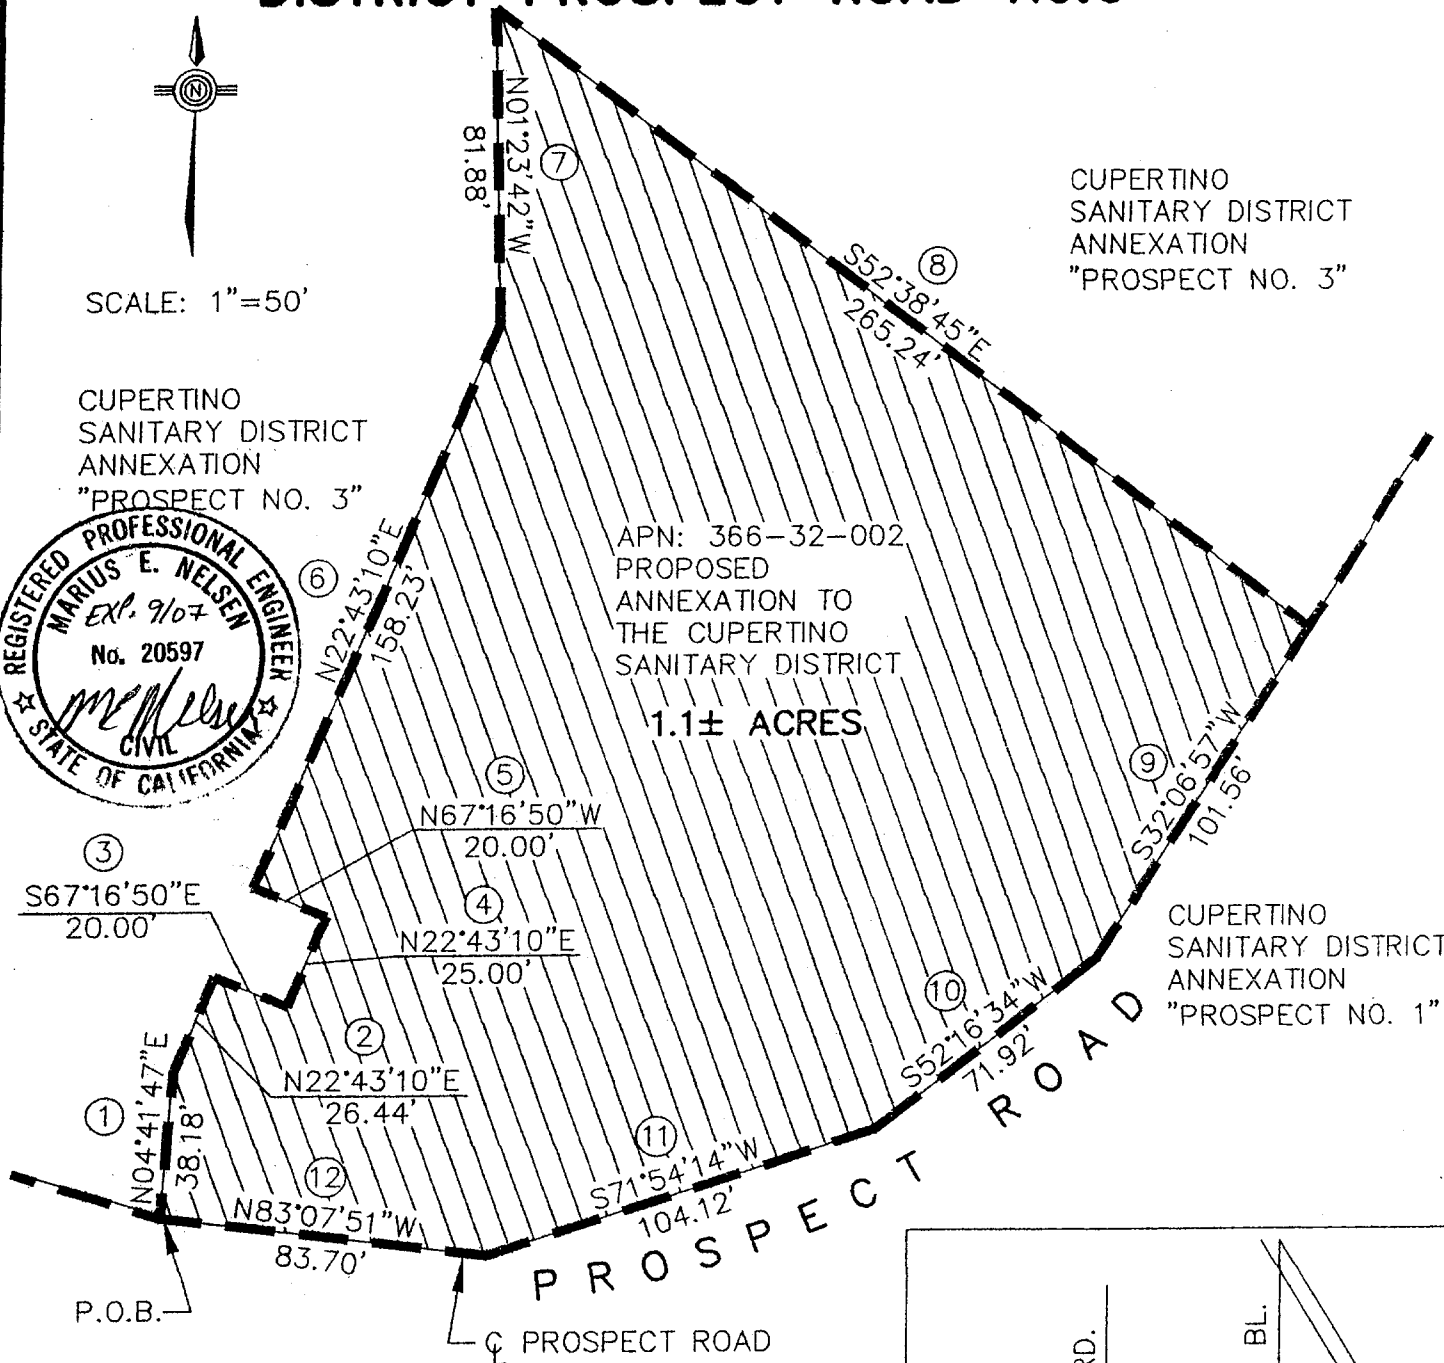 DISTRICT PROSPECT ROAD No.
N
SCALE: 1"=50'
N01°23'42"W
81.88'
7
CUPERTINO
SANITARY DISTRICT
ANNEXATION
"PROSPECT NO. 3"
8
S52°38'45"E
265.24'
CUPERTINO
SANITARY DISTRICT
ANNEXATION
"PROSPECT NO. 3"
REGISTERED PROFESSIONAL ENGINEER
MARIUS E. NELSEN
EXP. 9/07
No. 20597
CIVIL
STATE OF CALIFORNIA
6
N22°43'10"E
158.23'
APN: 366-32-002
PROPOSED
ANNEXATION TO
THE CUPERTINO
SANITARY DISTRICT
1.1± ACRES
9
S32°06'57"W
101.56'
5
N67°16'50"W
20.00'
3
S67°16'50"E
20.00'
4
N22°43'10"E
25.00'
CUPERTINO
SANITARY DISTRICT
ANNEXATION
"PROSPECT NO. 1"
10
S52°16'34"W
71.92'
2
N22°43'10"E
26.44'
1
N04°41'47"E
38.18'
11
S71°54'14"W
104.12'
12
N83°07'51"W
83.70'
PROSPECT ROAD
P.O.B.
℄ PROSPECT ROAD
RD.
BL.